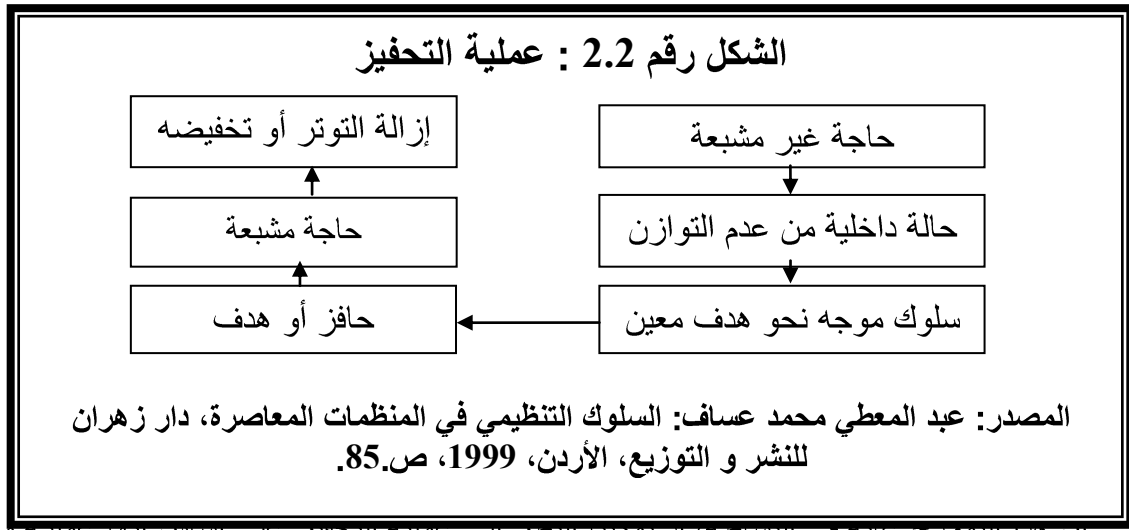 الشكل رقم 2.2 : عملية التحفيز
حاجة غير مشبعة
حالة داخلية من عدم التوازن
سلوك موجه نحو هدف معين
حافز أو هدف
حاجة مشبعة
إزالة التوتر أو تخفيضه
المصدر: عبد المعطي محمد عساف: السلوك التنظيمي في المنظمات المعاصرة، دار زهران
للنشر و التوزيع، الأردن، 1999، ص.85.